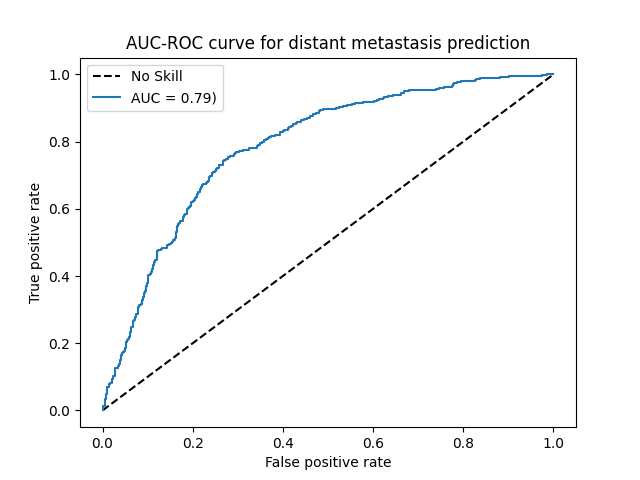 AUC-ROC curve for distant metastasis prediction
No Skill
AUC = 0.79)
True positive rate
1.0
0.8
0.6
0.4
0.2
0.0
0.0 0.2 0.4 0.6 0.8 1.0
False positive rate